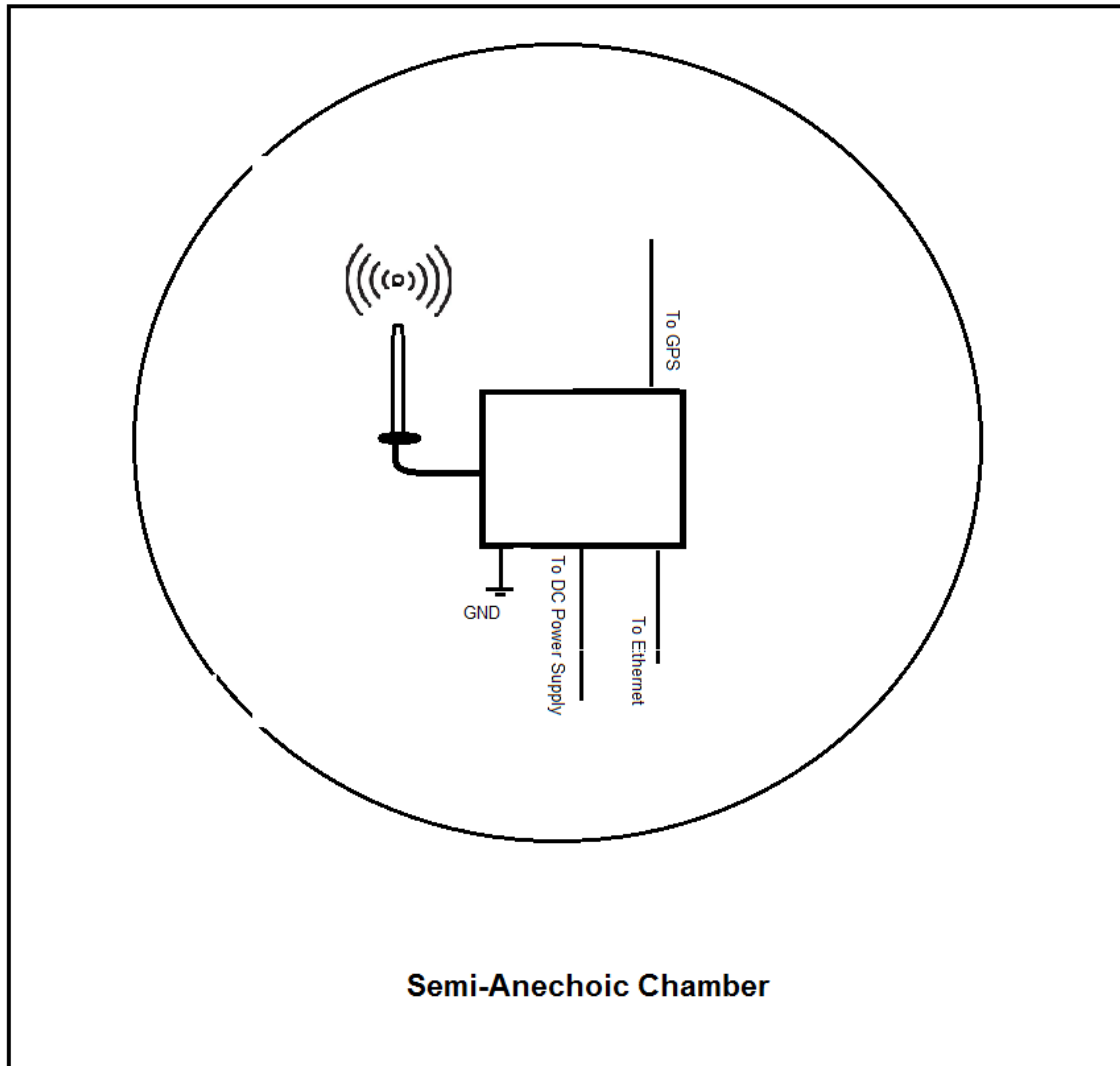 To GPS
GND
To DC Power Supply
To Ethernet
Semi-Anechoic Chamber